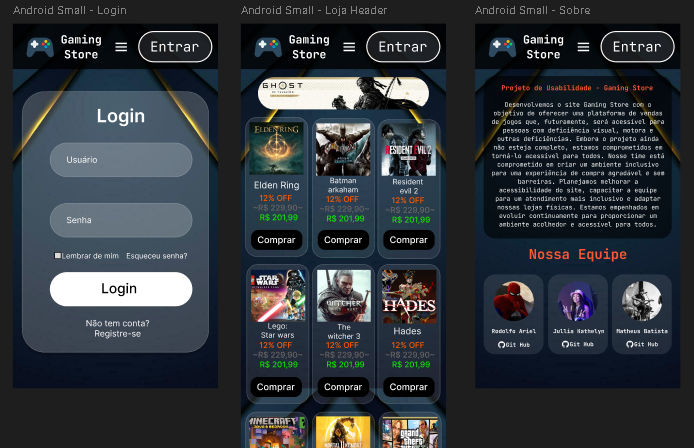 Android Small - Login
Gaming
Store
Entrar
Login
Usuário
Senha
Lembrar de mim Esqueceu senha?
Login
Não tem conta?
Registre-se
Android Small - Loja Header
Gaming
Store
Entrar
GHOST
ELDEN RING
Elden Ring
12% OFF
~R$ 229,90~
R$ 201,99
Comprar
BATMAN
Batman
arkaham
12% OFF
~R$ 229,90~
R$ 201,99
Comprar
RESIDENT EVIL 2
Resident
evil 2
12% OFF
~R$ 229,90~
R$ 201,99
Comprar
STAR WARS
Lego:
Star wars
12% OFF
~R$ 229,90~
R$ 201,99
Comprar
WITCHER
The
witcher 3
12% OFF
~R$ 229,90~
R$ 201,99
Comprar
HADES
Hades
12% OFF
~R$ 229,90~
R$ 201,99
Comprar
MINECRAFT
MORTAL KOMBAT
grand
theft
Android Small - Sobre
Gaming
Store
Entrar
Projeto de Usabilidade - Gaming Store
Desenvolvemos o site Gaming Store com o
objetivo de oferecer uma plataforma de vendas
de jogos que, futuramente, será acessível para
pessoas com deficiência visual, motora e
outras deficiências. Embora o projeto ainda
não esteja completo, estamos comprometidos em
torná-lo acessível para todos. Nosso time está
comprometido em criar um ambiente inclusivo
para uma experiência de compra agradável e sem
barreiras. Planejamos melhorar a
acessibilidade do site, capacitar a equipe
para um atendimento mais inclusivo e adaptar
nossas lojas físicas. Estamos empenhados em
evoluir continuamente para proporcionar um
ambiente acolhedor e acessível para todos.
Nossa Equipe
Rodolfo Ariel
Git Hub
Jullia Kathelyn
Git Hub
Matheus Batista
Git Hub